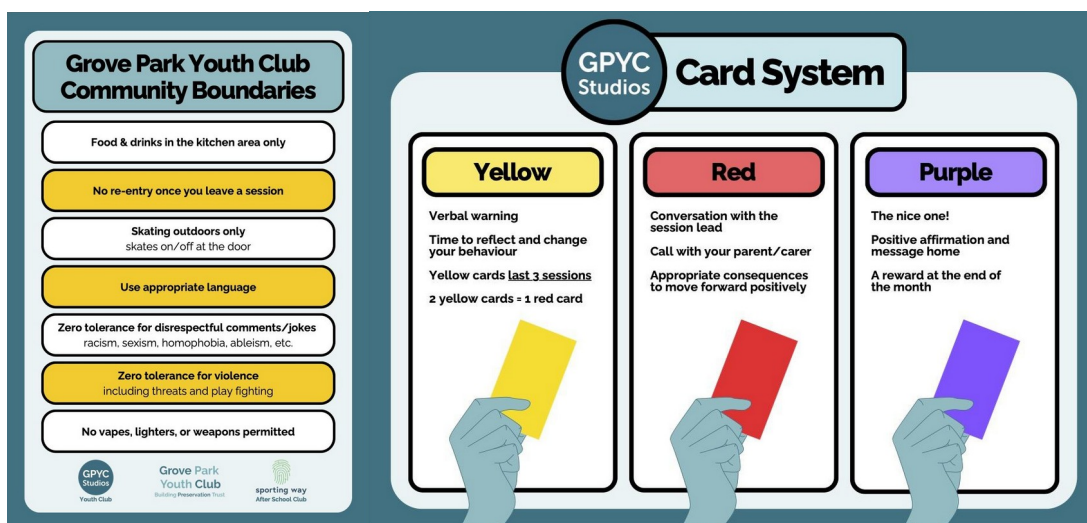 Grove Park Youth Club
Community Boundaries
Food & drinks in the kitchen area only
No re-entry once you leave a session
Skating outdoors only
skates on/off at the door
Use appropriate language
Zero tolerance for disrespectful comments/jokes
racism, sexism, homophobia, ableism, etc.
Zero tolerance for violence
including threats and play fighting
No vapes, lighters, or weapons permitted
GPYC
Studios
Youth Club
Grove Park
Youth Club
Building Preservation Trust
sporting way
After School Club
GPYC
Studios
Card System
Yellow
Verbal warning
Time to reflect and change
your behaviour
Yellow cards last 3 sessions
2 yellow cards = 1 red card
Red
Conversation with the
session lead
Call with your parent/carer
Appropriate consequences
to move forward positively
Purple
The nice one!
Positive affirmation and
message home
A reward at the end of
the month